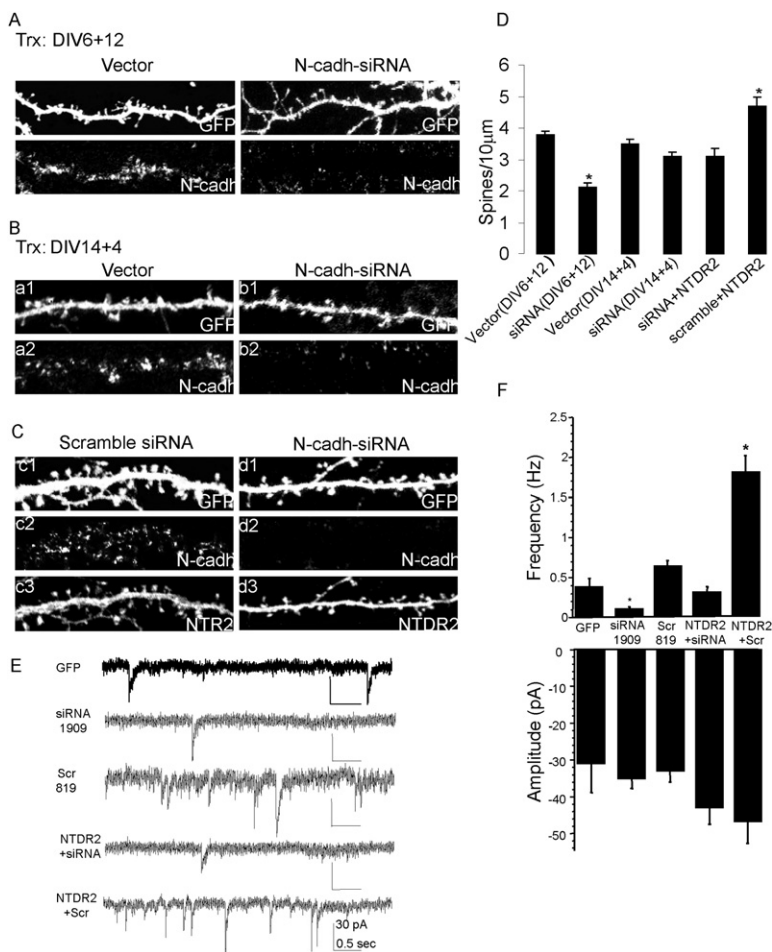 A
Trx: DIV6+12
Vector
N-cadh-siRNA
GFP
GFP
N-cadh
N-cadh
B
Trx: DIV14+4
Vector
N-cadh-siRNA
a1
GFP
b1
GFP
a2
N-cadh
b2
N-cadh
C
Scramble siRNA
N-cadh-siRNA
c1
GFP
d1
GFP
c2
N-cadh
d2
N-cadh
c3
NTR2
d3
NTDR2
D
Spines/10μm
6
5
4
3
2
1
0
*
*
Vector(DIV6+12)
siRNA(DIV6+12)
Vector(DIV14+4)
siRNA(DIV14+4)
siRNA+NTDR2
scramble+NTDR2
E
GFP
siRNA
1909
Scr
819
NTDR2
+siRNA
NTDR2
+Scr
30 pA
0.5 sec
F
Frequency (Hz)
2.5
2
1.5
1
0.5
0
*
*
GFP
siRNA
1909
Scr
819
NTDR2
+siRNA
NTDR2
+Scr
Amplitude (pA)
0
-10
-20
-30
-40
-50